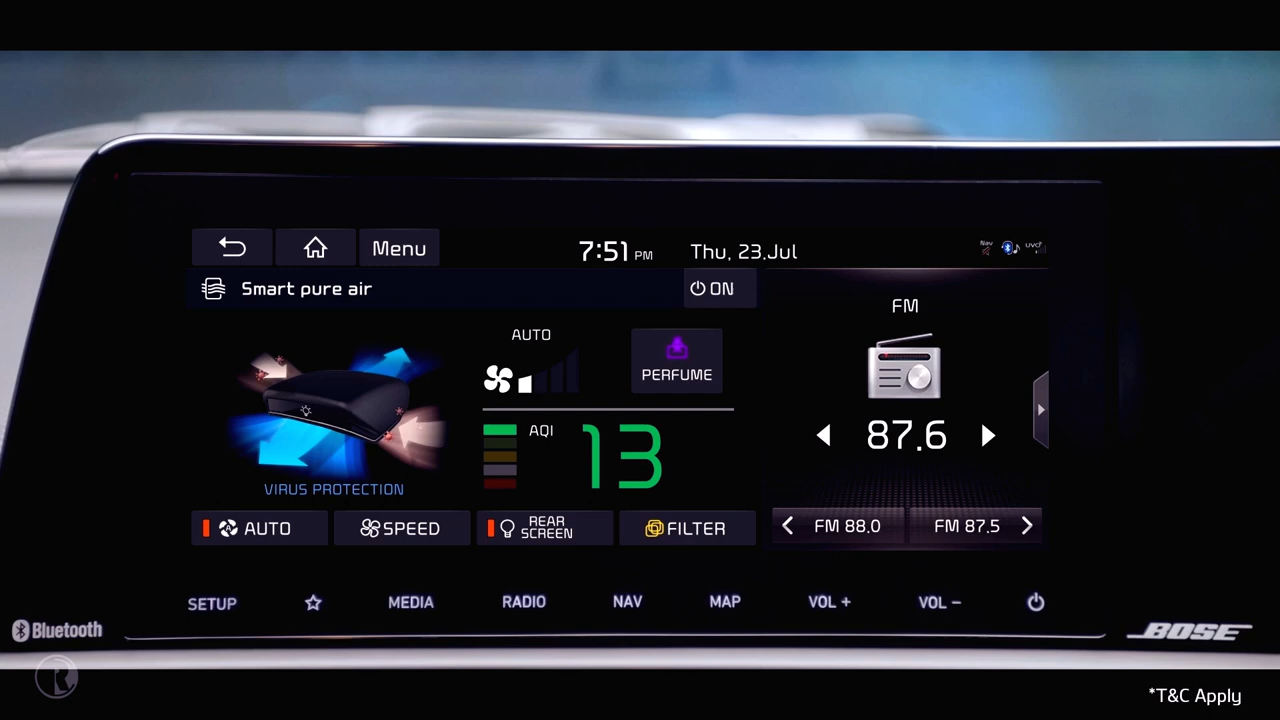 Menu
7:51 PM
Thu, 23.Jul
Nav
UVO
Smart pure air
ON
FM
AUTO
PERFUME
AQI
13
87.6
VIRUS PROTECTION
AUTO
SPEED
REAR
SCREEN
FILTER
FM 88.0
FM 87.5
SETUP
MEDIA
RADIO
NAV
MAP
VOL +
VOL −
Bluetooth
BOSE
*T&C Apply